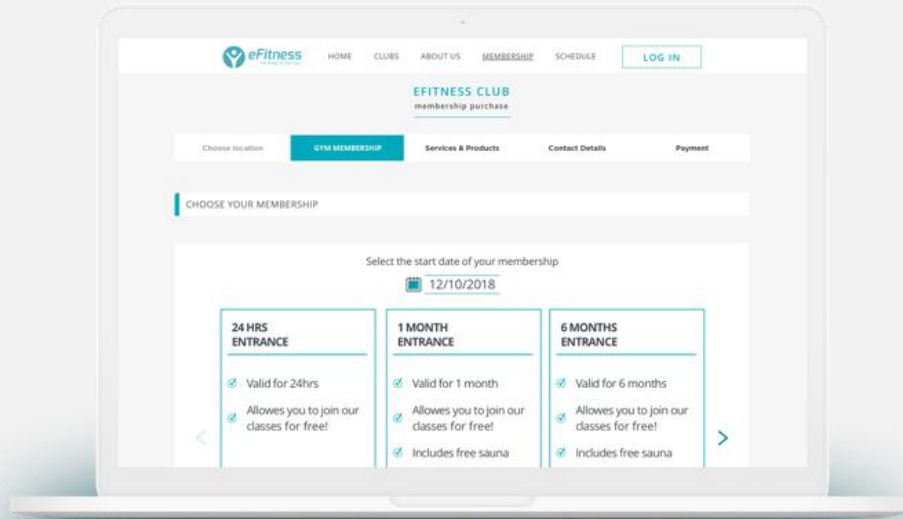 eFitness
HOME CLUBS ABOUT US MEMBERSHIP SCHEDULE LOG IN
EFITNESS CLUB
membership purchase
Choose location GYM MEMBERSHIP Services & Products Contact Details Payment
CHOOSE YOUR MEMBERSHIP
Select the start date of your membership
12/10/2018
24 HRS
ENTRANCE
Valid for 24hrs
Allowes you to join our
classes for free!
1 MONTH
ENTRANCE
Valid for 1 month
Allowes you to join our
classes for free!
Includes free sauna
6 MONTHS
ENTRANCE
Valid for 6 months
Allowes you to join our
classes for free!
Includes free sauna